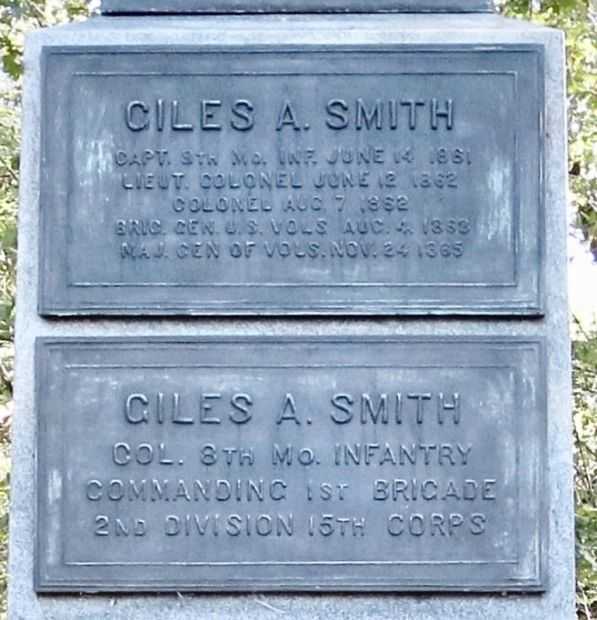 GILES A. SMITH
CAPT. 8TH MO. INF. JUNE 14 1861
LIEUT. COLONEL JUNE 12 1862
COLONEL AUG. 7 1862
BRIG. GEN. U.S. VOLS AUG. 4. 1863
MAJ. GEN OF VOLS. NOV. 24 1865
GILES A. SMITH
COL. 8TH MO. INFANTRY
COMMANDING 1ST BRIGADE
2ND DIVISION 15TH CORPS